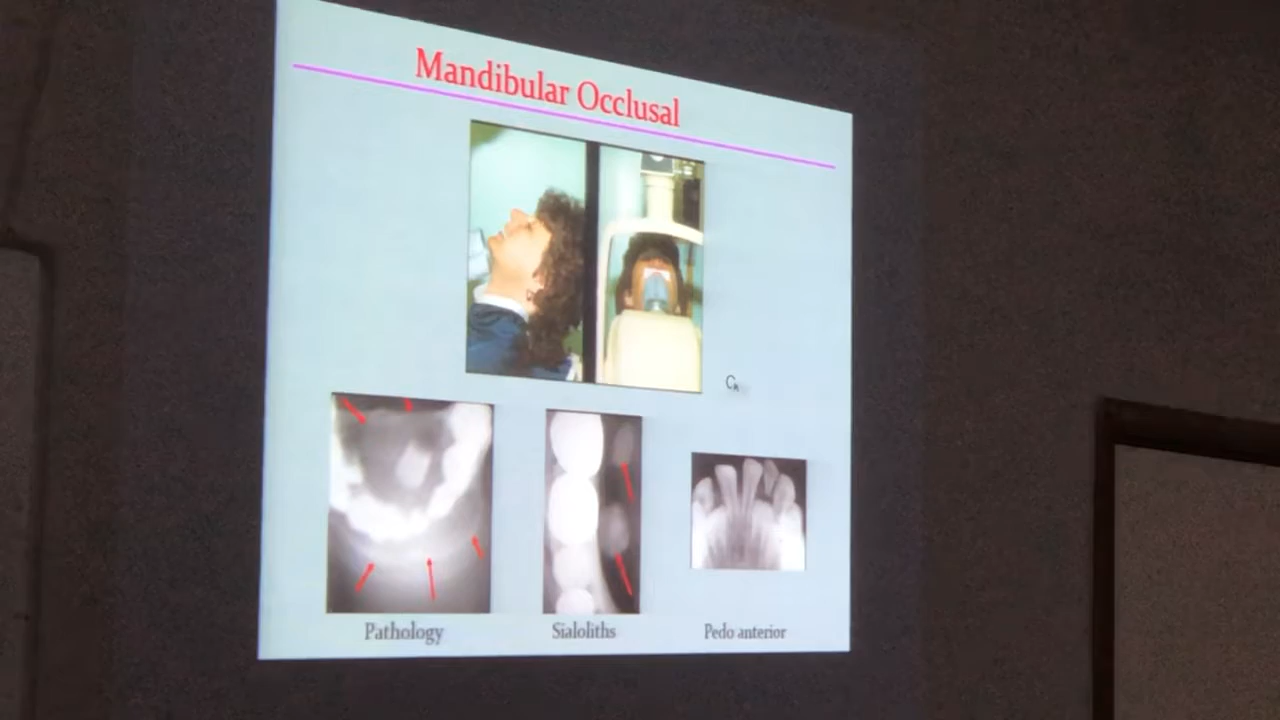 Mandibular Occlusal
Pathology
Sialoliths
Pedo anterior